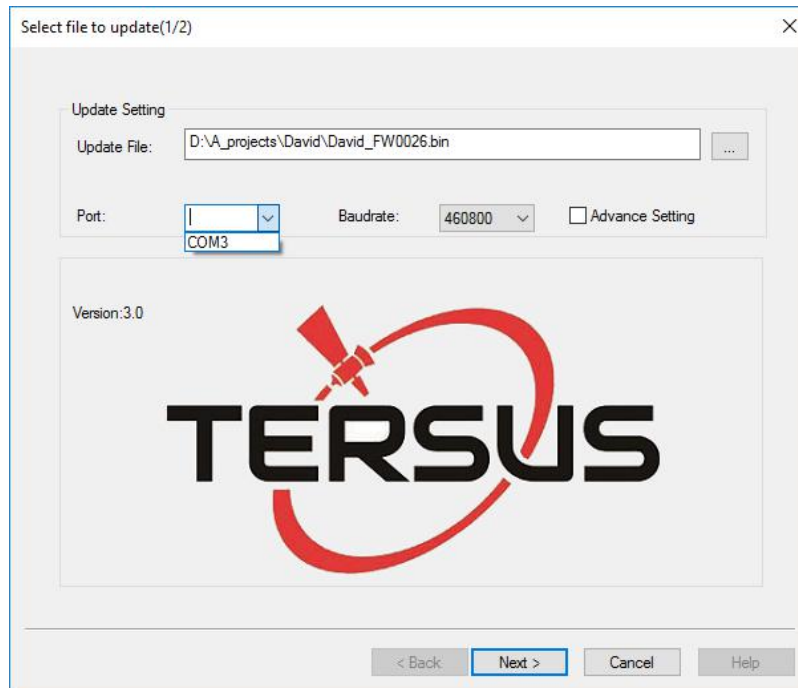 Select file to update(1/2)
Update Setting
Update File: D:\A_projects\David\David_FW0026.bin ...
Port: Baudrate: 460800 Advance Setting
COM3
Version:3.0
TERSUS
< Back Next > Cancel Help